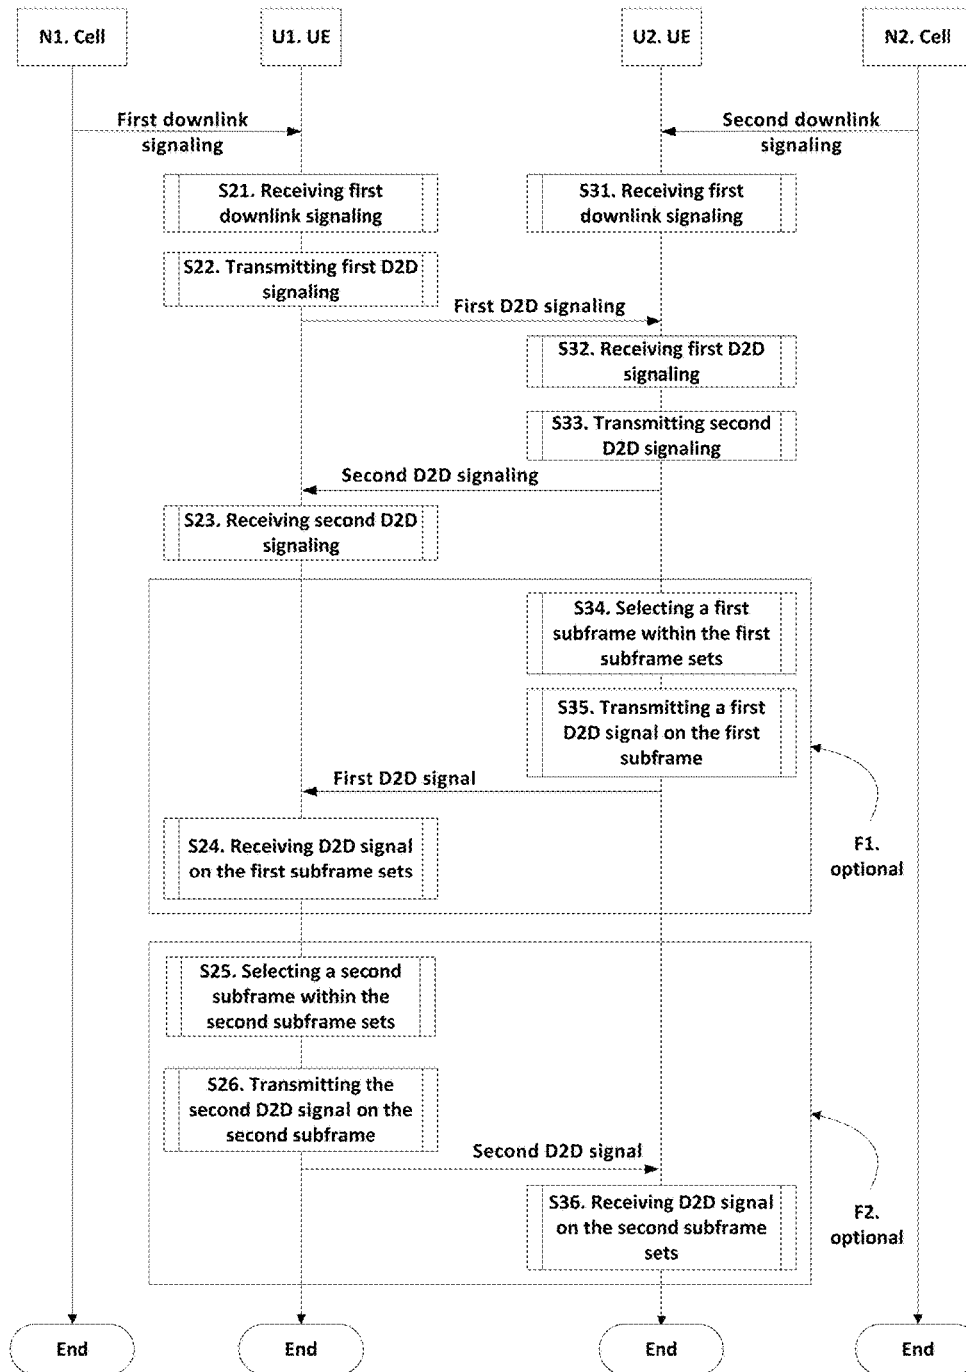 N1. Cell
U1. UE
U2. UE
N2. Cell
First downlink
signaling
Second downlink
signaling
S21. Receiving first
downlink signaling
S31. Receiving first
downlink signaling
S22. Transmitting first D2D
signaling
First D2D signaling
S32. Receiving first D2D
signaling
S33. Transmitting second
D2D signaling
Second D2D signaling
S23. Receiving second D2D
signaling
S34. Selecting a first
subframe within the first
subframe sets
S35. Transmitting a first
D2D signal on the first
subframe
First D2D signal
S24. Receiving D2D signal
on the first subframe sets
F1.
optional
S25. Selecting a second
subframe within the
second subframe sets
S26. Transmitting the
second D2D signal on the
second subframe
Second D2D signal
S36. Receiving D2D signal
on the second subframe
sets
F2.
optional
End
End
End
End